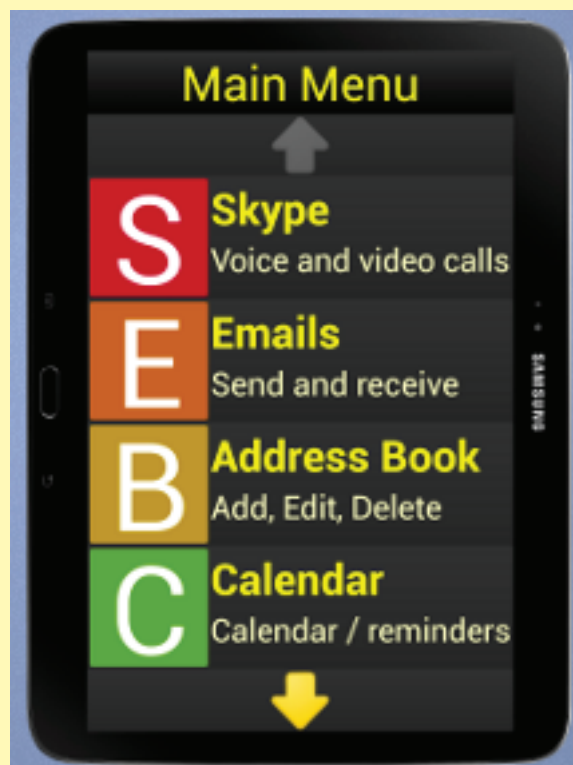 Main Menu
S
Skype
Voice and video calls
E
Emails
Send and receive
B
Address Book
Add, Edit, Delete
C
Calendar
Calendar / reminders
SAMSUNG